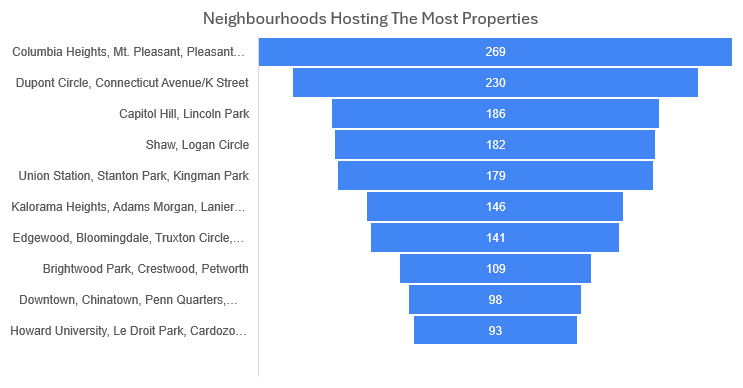 Neighbourhoods Hosting The Most Properties
Columbia Heights, Mt. Pleasant, Pleasant… 269
Dupont Circle, Connecticut Avenue/K Street 230
Capitol Hill, Lincoln Park 186
Shaw, Logan Circle 182
Union Station, Stanton Park, Kingman Park 179
Kalorama Heights, Adams Morgan, Lanier… 146
Edgewood, Bloomingdale, Truxton Circle,… 141
Brightwood Park, Crestwood, Petworth 109
Downtown, Chinatown, Penn Quarters,… 98
Howard University, Le Droit Park, Cardozo… 93